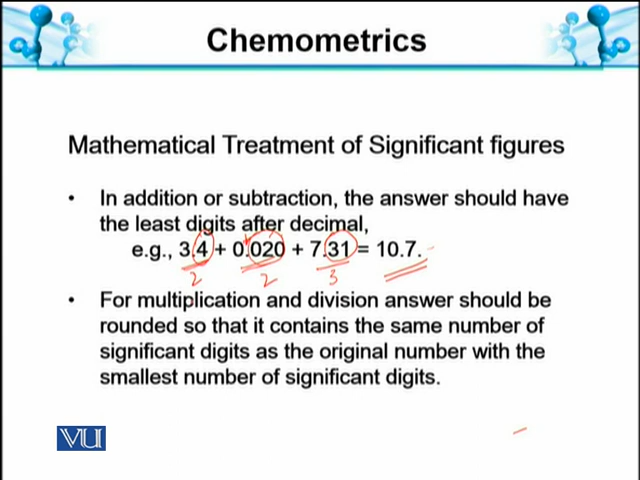 Chemometrics
Mathematical Treatment of Significant figures
• In addition or subtraction, the answer should have
the least digits after decimal,
e.g., 3.4 + 0.020 + 7.31 = 10.7.
2 2 3
• For multiplication and division answer should be
rounded so that it contains the same number of
significant digits as the original number with the
smallest number of significant digits.
VU